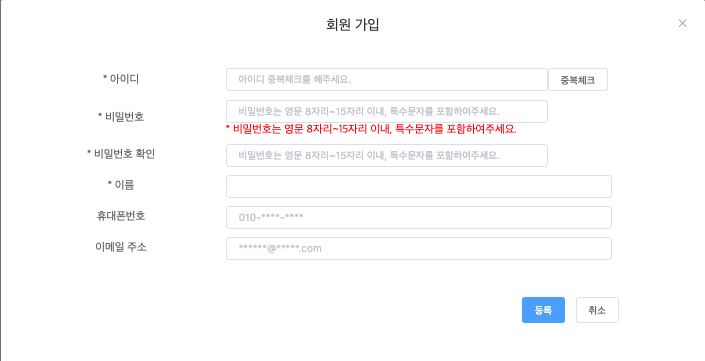 회원 가입
* 아이디 아이디 중복체크를 해주세요. 중복체크
* 비밀번호 비밀번호는 영문 8자리~15자리 이내, 특수문자를 포함하여주세요.
* 비밀번호는 영문 8자리~15자리 이내, 특수문자를 포함하여주세요.
* 비밀번호 확인 비밀번호는 영문 8자리~15자리 이내, 특수문자를 포함하여주세요.
* 이름
휴대폰번호 010-****-****
이메일 주소 ******@*****.com
등록 취소